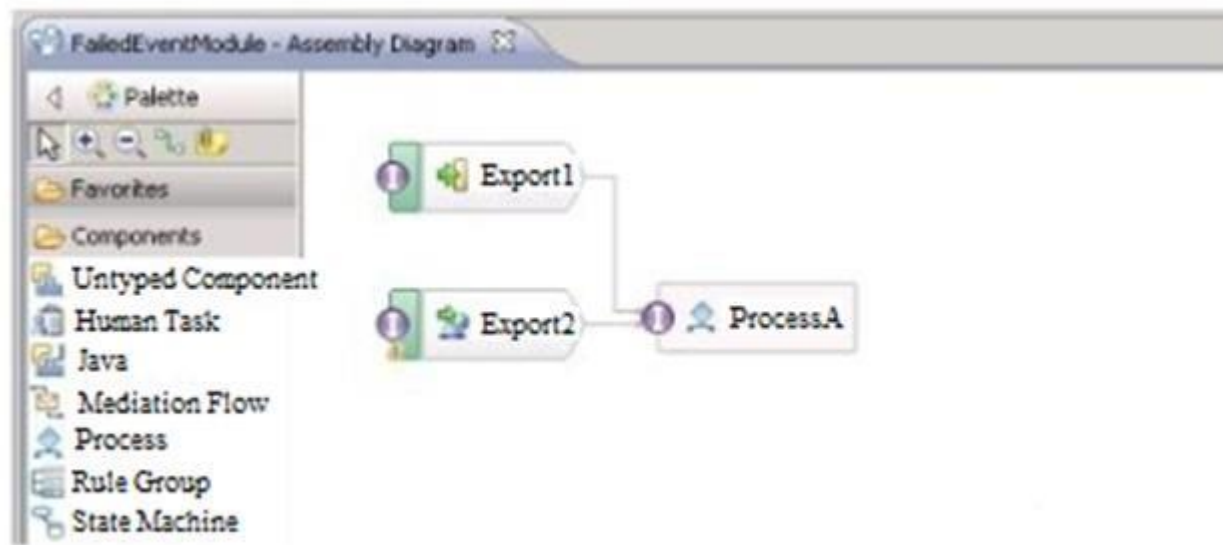 FailedEventModule - Assembly Diagram
Palette
Favorites
Components
Untyped Component
Human Task
Java
Mediation Flow
Process
Rule Group
State Machine
Export1
Export2
ProcessA